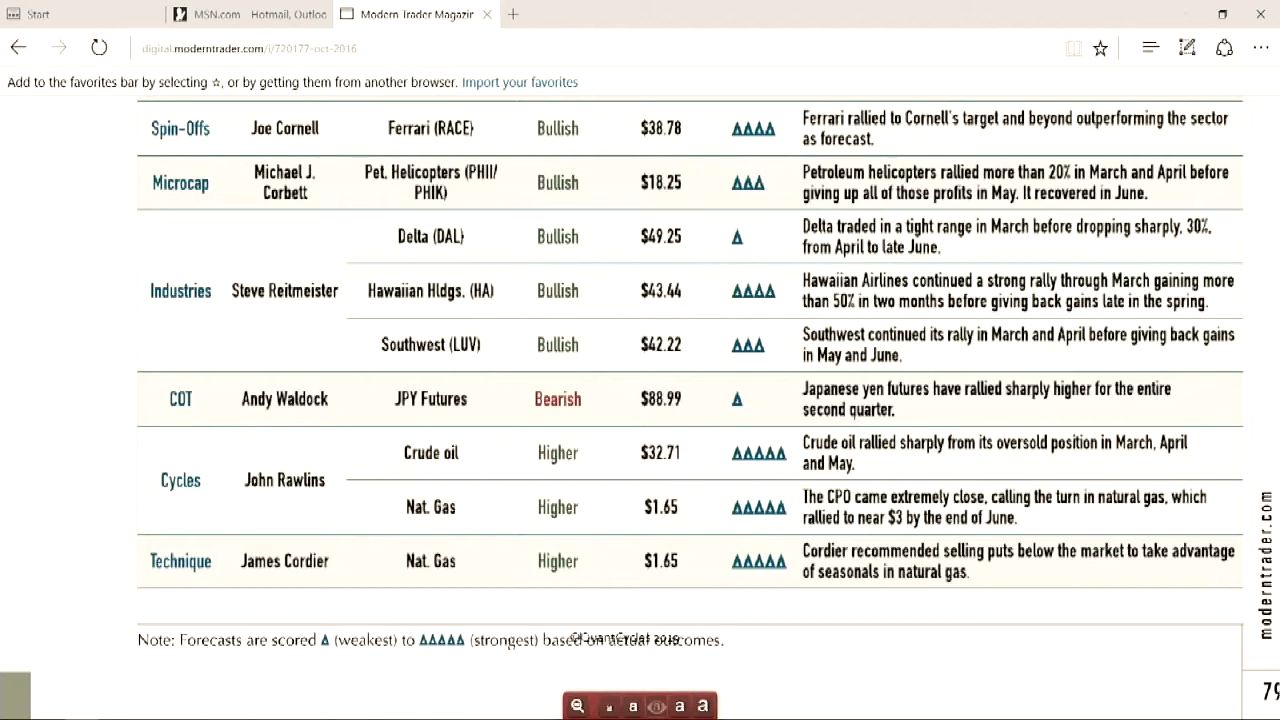 Start
MSN.com - Hotmail, Outloo
Modern Trader Magazin
digital.moderntrader.com/i/720177-oct-2016
Add to the favorites bar by selecting ☆, or by getting them from another browser. Import your favorites
Spin-Offs Joe Cornell Ferrari (RACE) Bullish $38.78 Ferrari rallied to Cornell's target and beyond outperforming the sector
as forecast.
Microcap Michael J. Corbett Pet. Helicopters (PHII/ PHIK) Bullish $18.25 Petroleum helicopters rallied more than 20% in March and April before
giving up all of those profits in May. It recovered in June.
Industries Steve Reitmeister
Delta (DAL) Bullish $49.25 Delta traded in a tight range in March before dropping sharply, 30%,
from April to late June.
Hawaiian Hldgs. (HA) Bullish $43.44 Hawaiian Airlines continued a strong rally through March gaining more
than 50% in two months before giving back gains late in the spring.
Southwest (LUV) Bullish $42.22 Southwest continued its rally in March and April before giving back gains
in May and June.
COT Andy Waldock JPY Futures Bearish $88.99 Japanese yen futures have rallied sharply higher for the entire
second quarter.
Cycles John Rawlins
Crude oil Higher $32.71 Crude oil rallied sharply from its oversold position in March, April
and May.
Nat. Gas Higher $1.65 The CPO came extremely close, calling the turn in natural gas, which
rallied to near $3 by the end of June.
Technique James Cordier Nat. Gas Higher $1.65 Cordier recommended selling puts below the market to take advantage
of seasonals in natural gas.
Note: Forecasts are scored (weakest) to (strongest) based on actual outcomes.
©QuantCycles 2016
moderntrader.com
79
a a a a